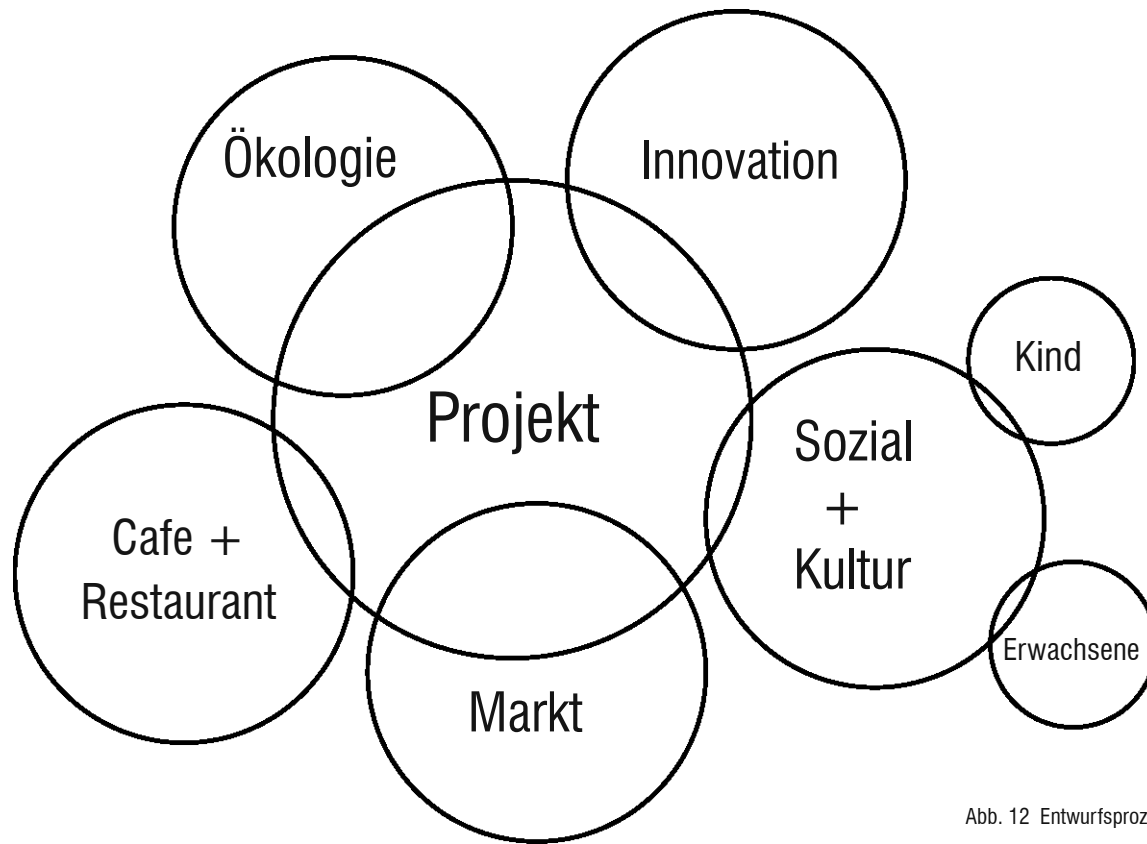 Ökologie
Innovation
Kind
Projekt
Sozial
+
Kultur
Cafe +
Restaurant
Erwachsene
Markt
Abb. 12 Entwurfsproz